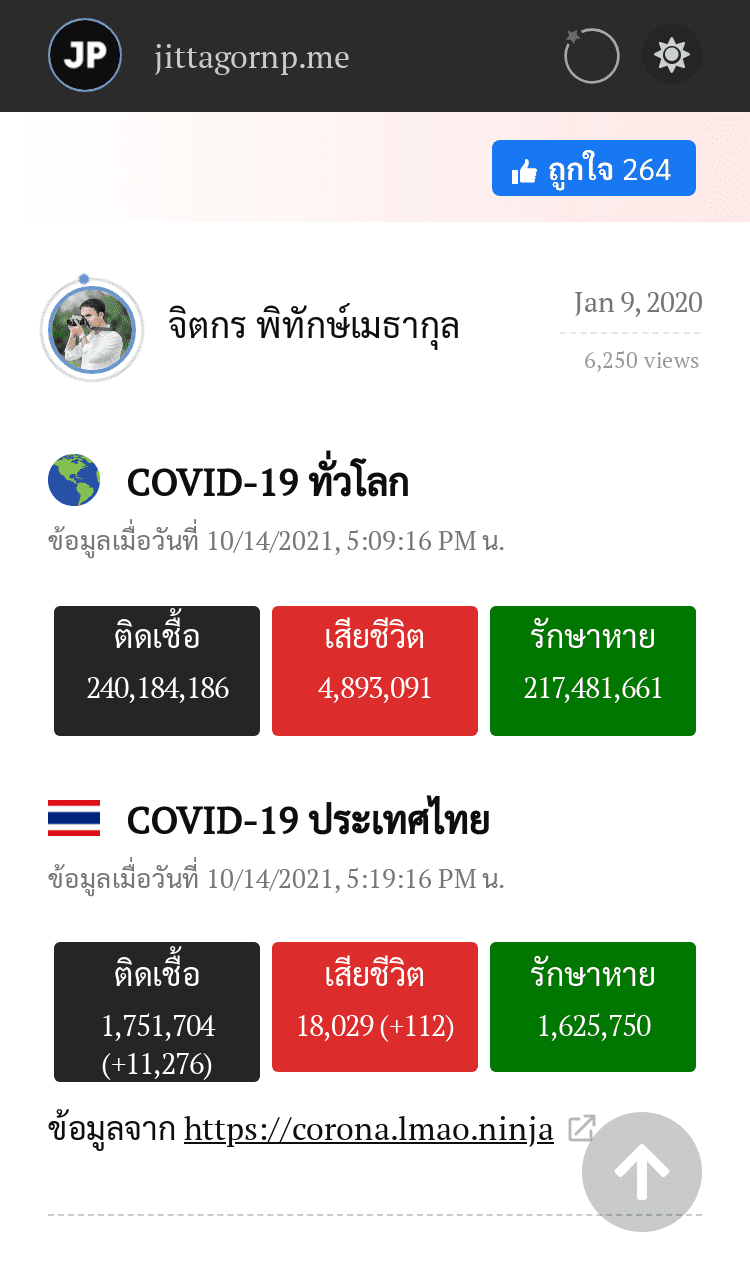 JP jittagornp.me
ถูกใจ 264
จิตกร พิทักษ์เมธากุล
Jan 9, 2020
6,250 views
COVID-19 ทั่วโลก
ข้อมูลเมื่อวันที่ 10/14/2021, 5:09:16 PM น.
ติดเชื้อ เสียชีวิต รักษาหาย
240,184,186 4,893,091 217,481,661
COVID-19 ประเทศไทย
ข้อมูลเมื่อวันที่ 10/14/2021, 5:19:16 PM น.
ติดเชื้อ เสียชีวิต รักษาหาย
1,751,704 18,029 (+112) 1,625,750
(+11,276)
ข้อมูลจาก https://corona.lmao.ninja